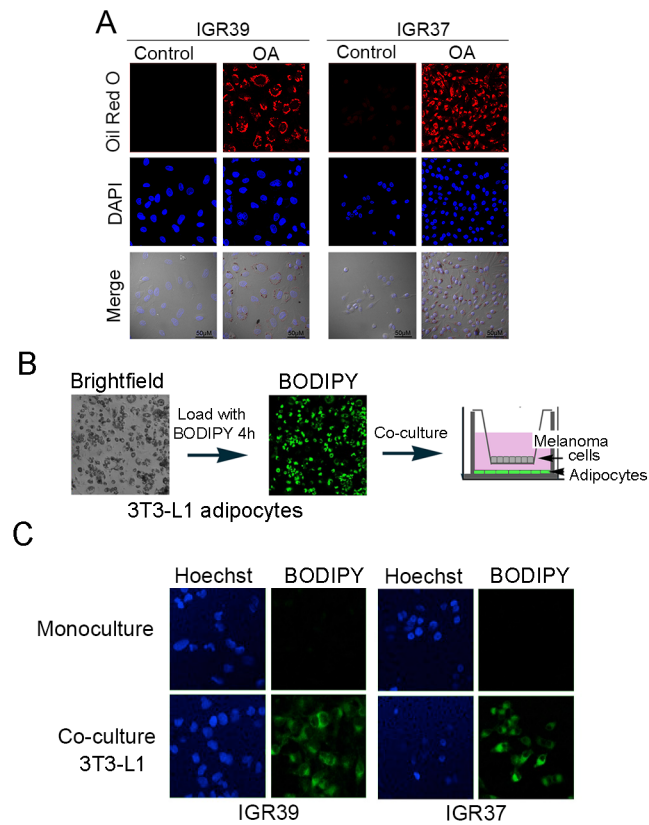 A
IGR39
IGR37
Control
OA
Control
OA
Oil Red O
DAPI
Merge
50µM
50µM
50µM
50µM
B
Brightfield
BODIPY
Load with
BODIPY 4h
Co-culture
Melanoma
cells
Adipocytes
3T3-L1 adipocytes
C
Hoechst
BODIPY
Hoechst
BODIPY
Monoculture
Co-culture
3T3-L1
IGR39
IGR37